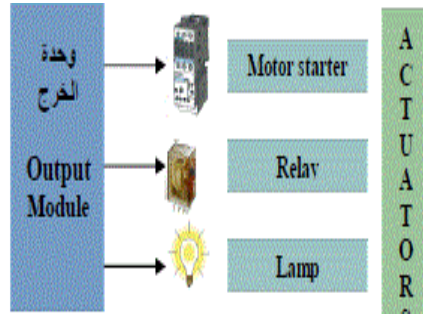 وحدة
الخرج
Output
Module
Motor starter
Relay
Lamp
A
C
T
U
A
T
O
R
S